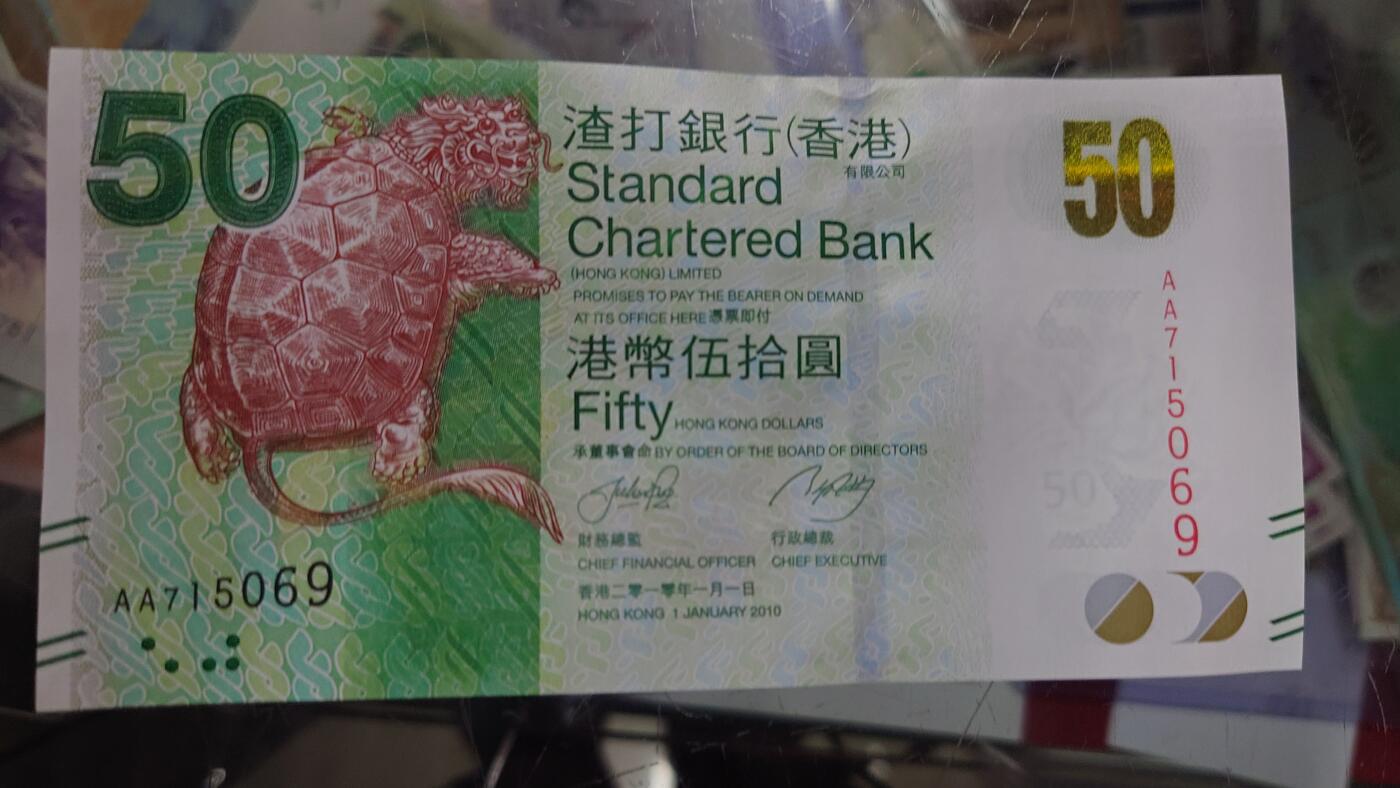 50
渣打銀行(香港)
有限公司
Standard
Chartered Bank
(HONG KONG) LIMITED
PROMISES TO PAY THE BEARER ON DEMAND
AT ITS OFFICE HERE 憑票即付
港幣伍拾圓
Fifty HONG KONG DOLLARS
承董事會命 BY ORDER OF THE BOARD OF DIRECTORS
財務總監 行政總裁
CHIEF FINANCIAL OFFICER CHIEF EXECUTIVE
香港二零一零年一月一日
HONG KONG 1 JANUARY 2010
AA715069
50
AA715069
50